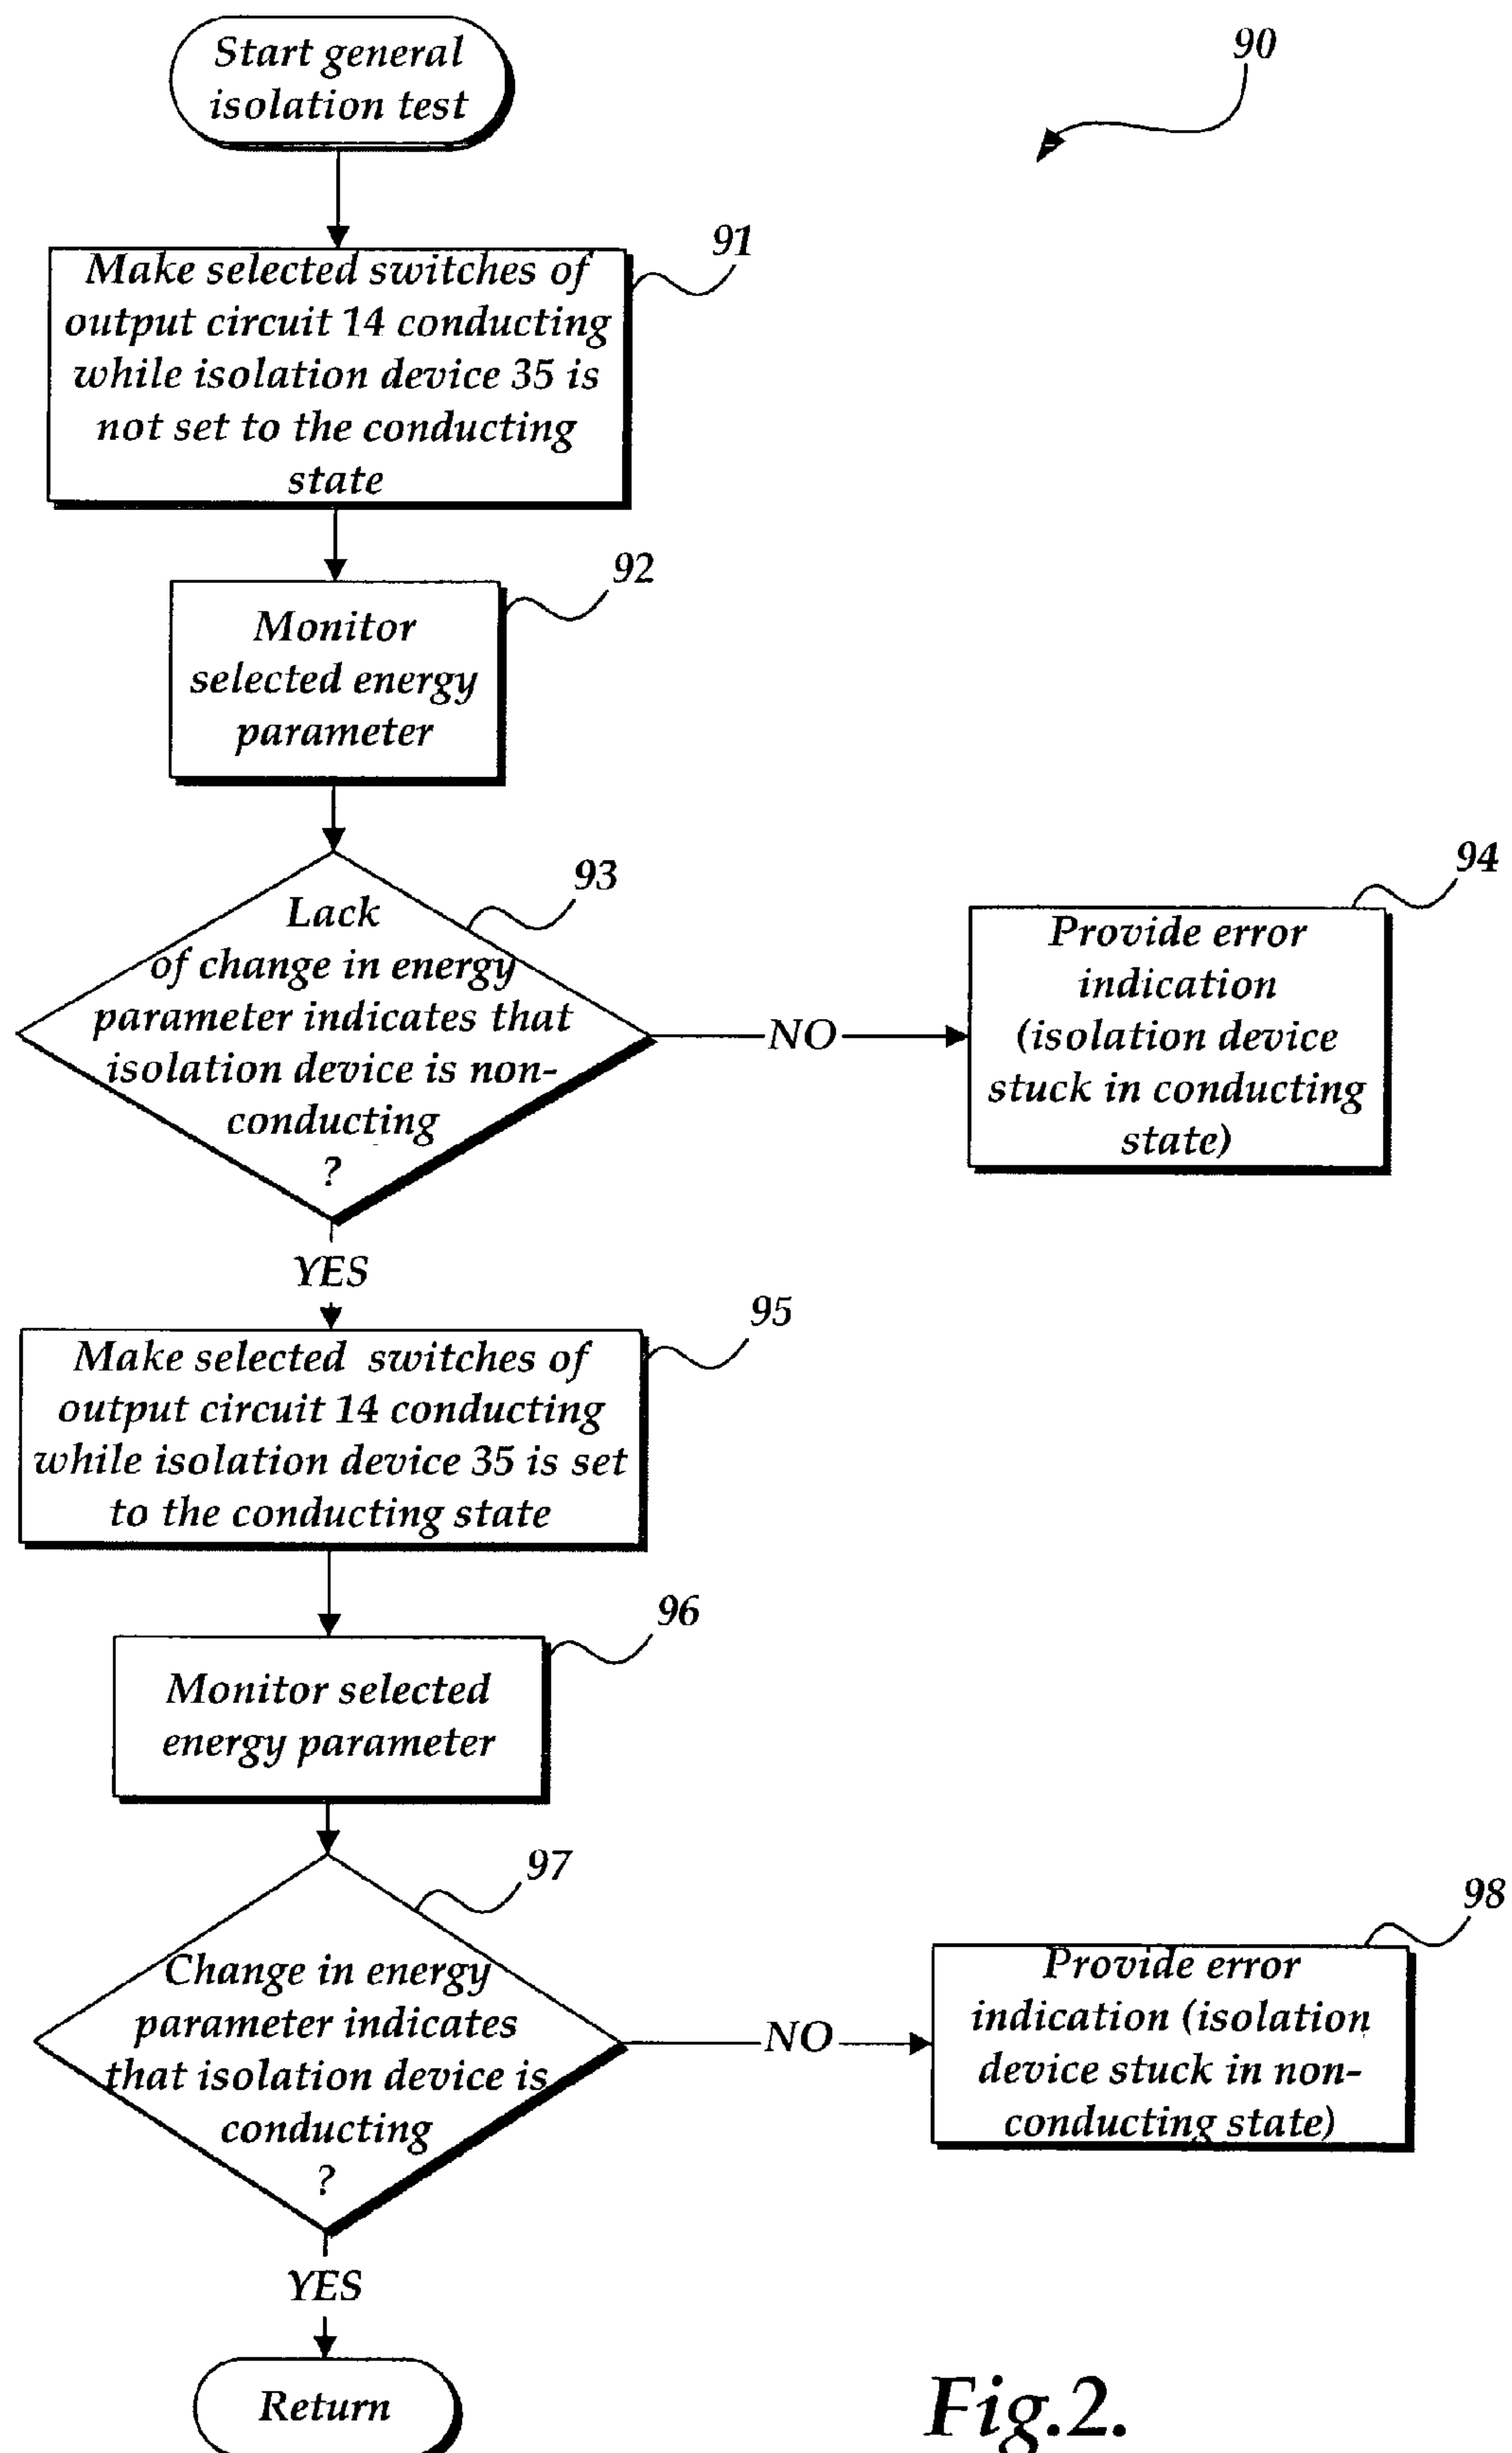 Start general
isolation test
90
91
Make selected switches of
output circuit 14 conducting
while isolation device 35 is
not set to the conducting
state
92
Monitor
selected energy
parameter
93
Lack
of change in energy
parameter indicates that
isolation device is non-
conducting
?
NO
94
Provide error
indication
(isolation device
stuck in conducting
state)
YES
95
Make selected switches of
output circuit 14 conducting
while isolation device 35 is set
to the conducting state
96
Monitor selected
energy parameter
97
Change in energy
parameter indicates
that isolation device is
conducting
?
NO
98
Provide error
indication (isolation
device stuck in non-
conducting state)
YES
Return
Fig.2.